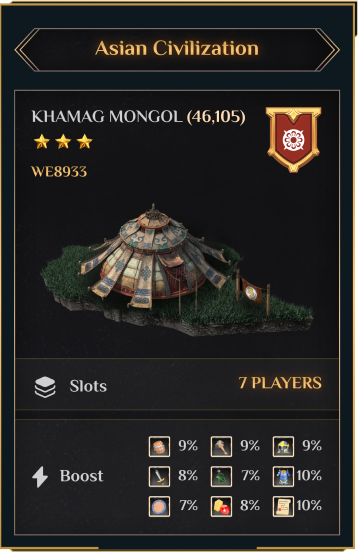 Asian Civilization
KHAMAG MONGOL (46,105)
WE8933
Slots
7 PLAYERS
Boost
9% 9% 9%
8% 7% 10%
7% 8% 10%